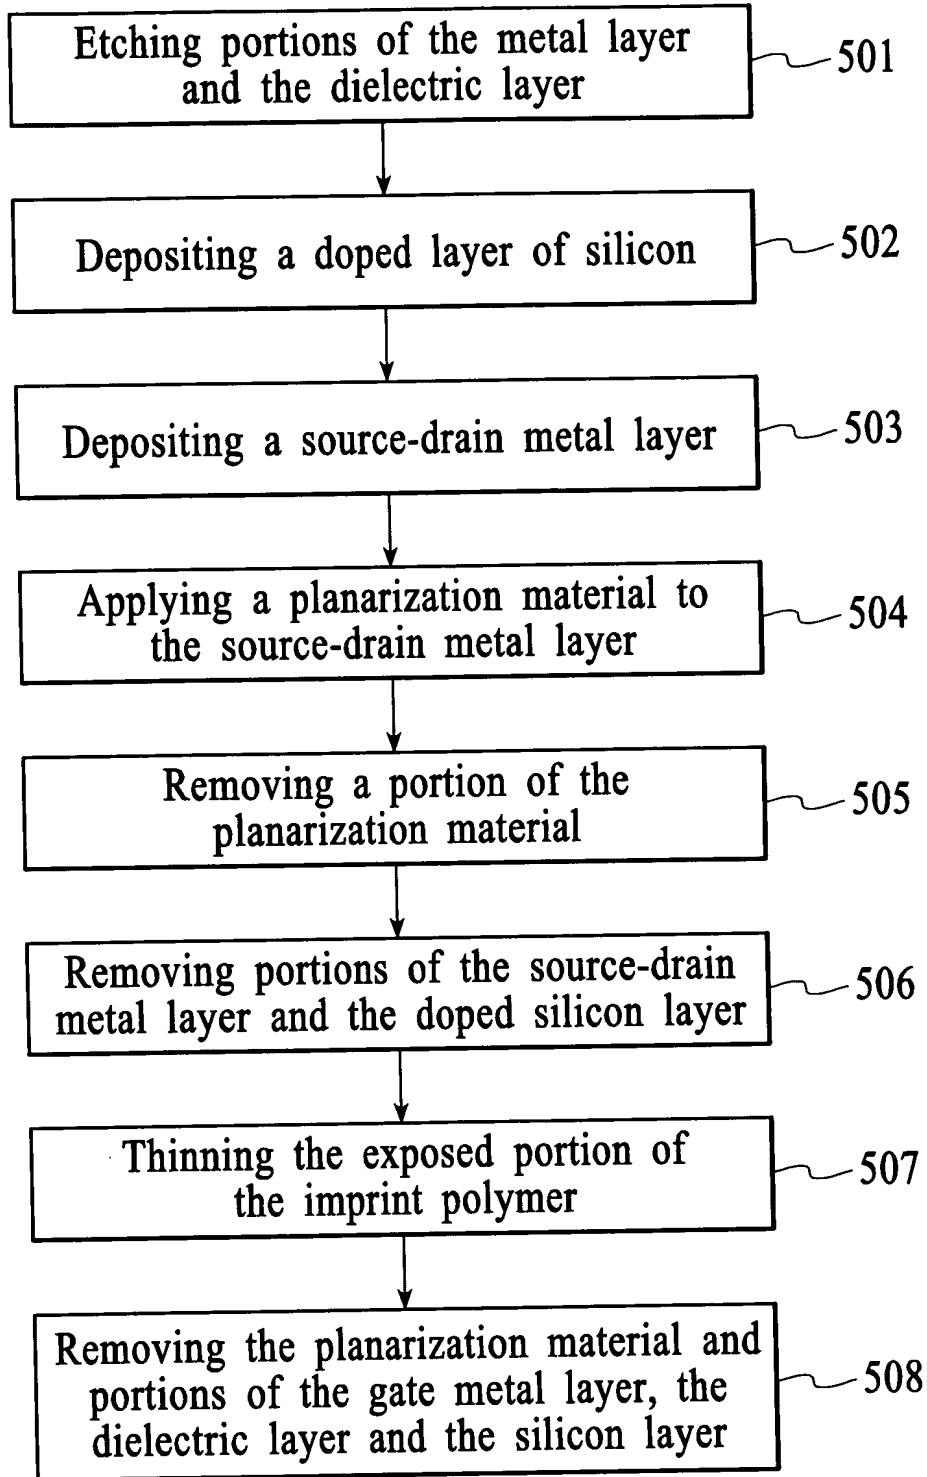 Etching portions of the metal layer
and the dielectric layer
501
Depositing a doped layer of silicon
502
Depositing a source-drain metal layer
503
Applying a planarization material to
the source-drain metal layer
504
Removing a portion of the
planarization material
505
Removing portions of the source-drain
metal layer and the doped silicon layer
506
Thinning the exposed portion of
the imprint polymer
507
Removing the planarization material and
portions of the gate metal layer, the
dielectric layer and the silicon layer
508